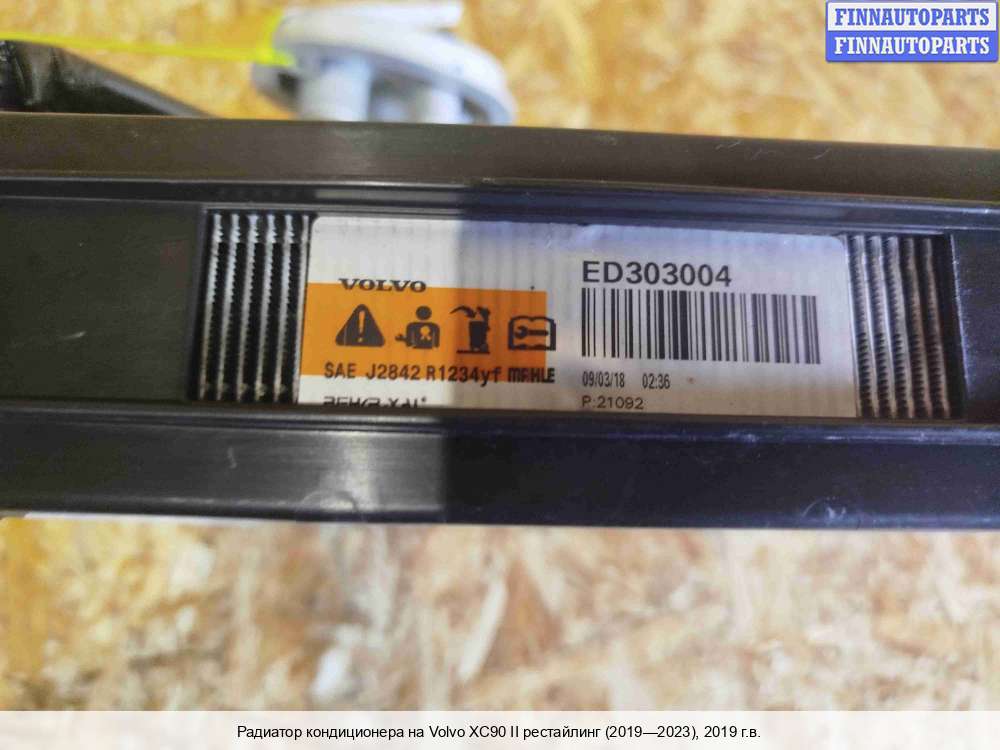 FINNAUTOPARTS
FINNAUTOPARTS
VOLVO
SAE J2842 R1234yf MAHLE
ED303004
09/03/18 02:36
P:21092
Радиатор кондиционера на Volvo XC90 II рестайлинг (2019—2023), 2019 г.в.